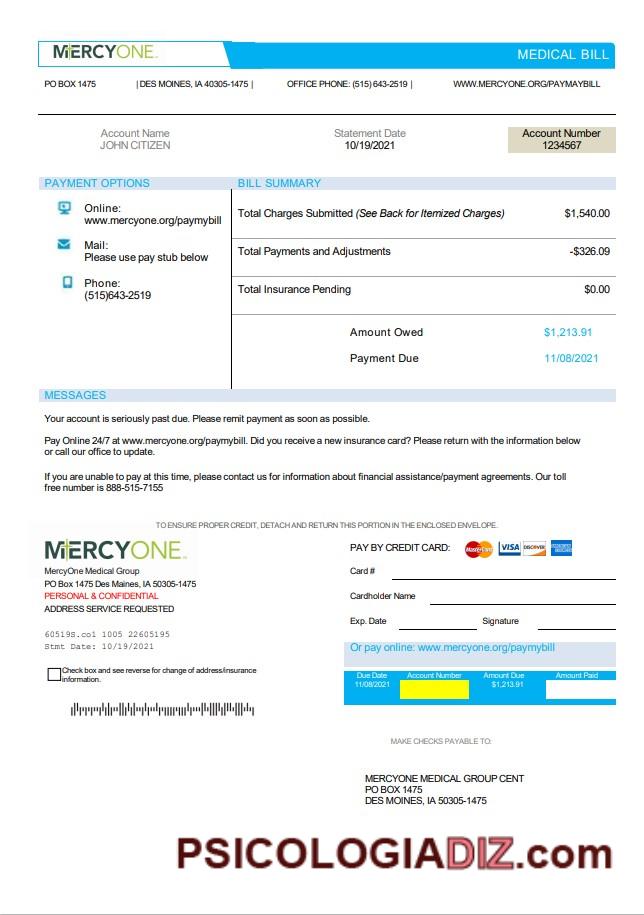 MERCYONE
MEDICAL BILL
PO BOX 1475 | DES MOINES, IA 40305-1475 | OFFICE PHONE: (515) 643-2519 | WWW.MERCYONE.ORG/PAYMAYBILL
Account Name
JOHN CITIZEN
Statement Date
10/19/2021
Account Number
1234567
PAYMENT OPTIONS
Online:
www.mercyone.org/paymybill
Mail:
Please use pay stub below
Phone:
(515)643-2519
BILL SUMMARY
Total Charges Submitted (See Back for Itemized Charges) $1,540.00
Total Payments and Adjustments -$326.09
Total Insurance Pending $0.00
Amount Owed $1,213.91
Payment Due 11/08/2021
MESSAGES
Your account is seriously past due. Please remit payment as soon as possible.
Pay Online 24/7 at www.mercyone.org/paymybill. Did you receive a new insurance card? Please return with the information below
or call our office to update.
If you are unable to pay at this time, please contact us for information about financial assistance/payment agreements. Our toll
free number is 888-515-7155
TO ENSURE PROPER CREDIT, DETACH AND RETURN THIS PORTION IN THE ENCLOSED ENVELOPE.
MERCYONE
MercyOne Medical Group
PO Box 1475 Des Maines, IA 50305-1475
PERSONAL & CONFIDENTIAL
ADDRESS SERVICE REQUESTED
60519S.co1 1005 22605195
Stmt Date: 10/19/2021
Check box and see reverse for change of address/insurance
information.
PAY BY CREDIT CARD: MasterCard VISA DISCOVER AMERICAN EXPRESS
Card #
Cardholder Name
Exp. Date Signature
Or pay online: www.mercyone.org/paymybill
Due Date Account Number Amount Due Amount Paid
11/08/2021 $1,213.91
MAKE CHECKS PAYABLE TO:
MERCYONE MEDICAL GROUP CENT
PO BOX 1475
DES MOINES, IA 50305-1475
PSICOLOGIADIZ.com